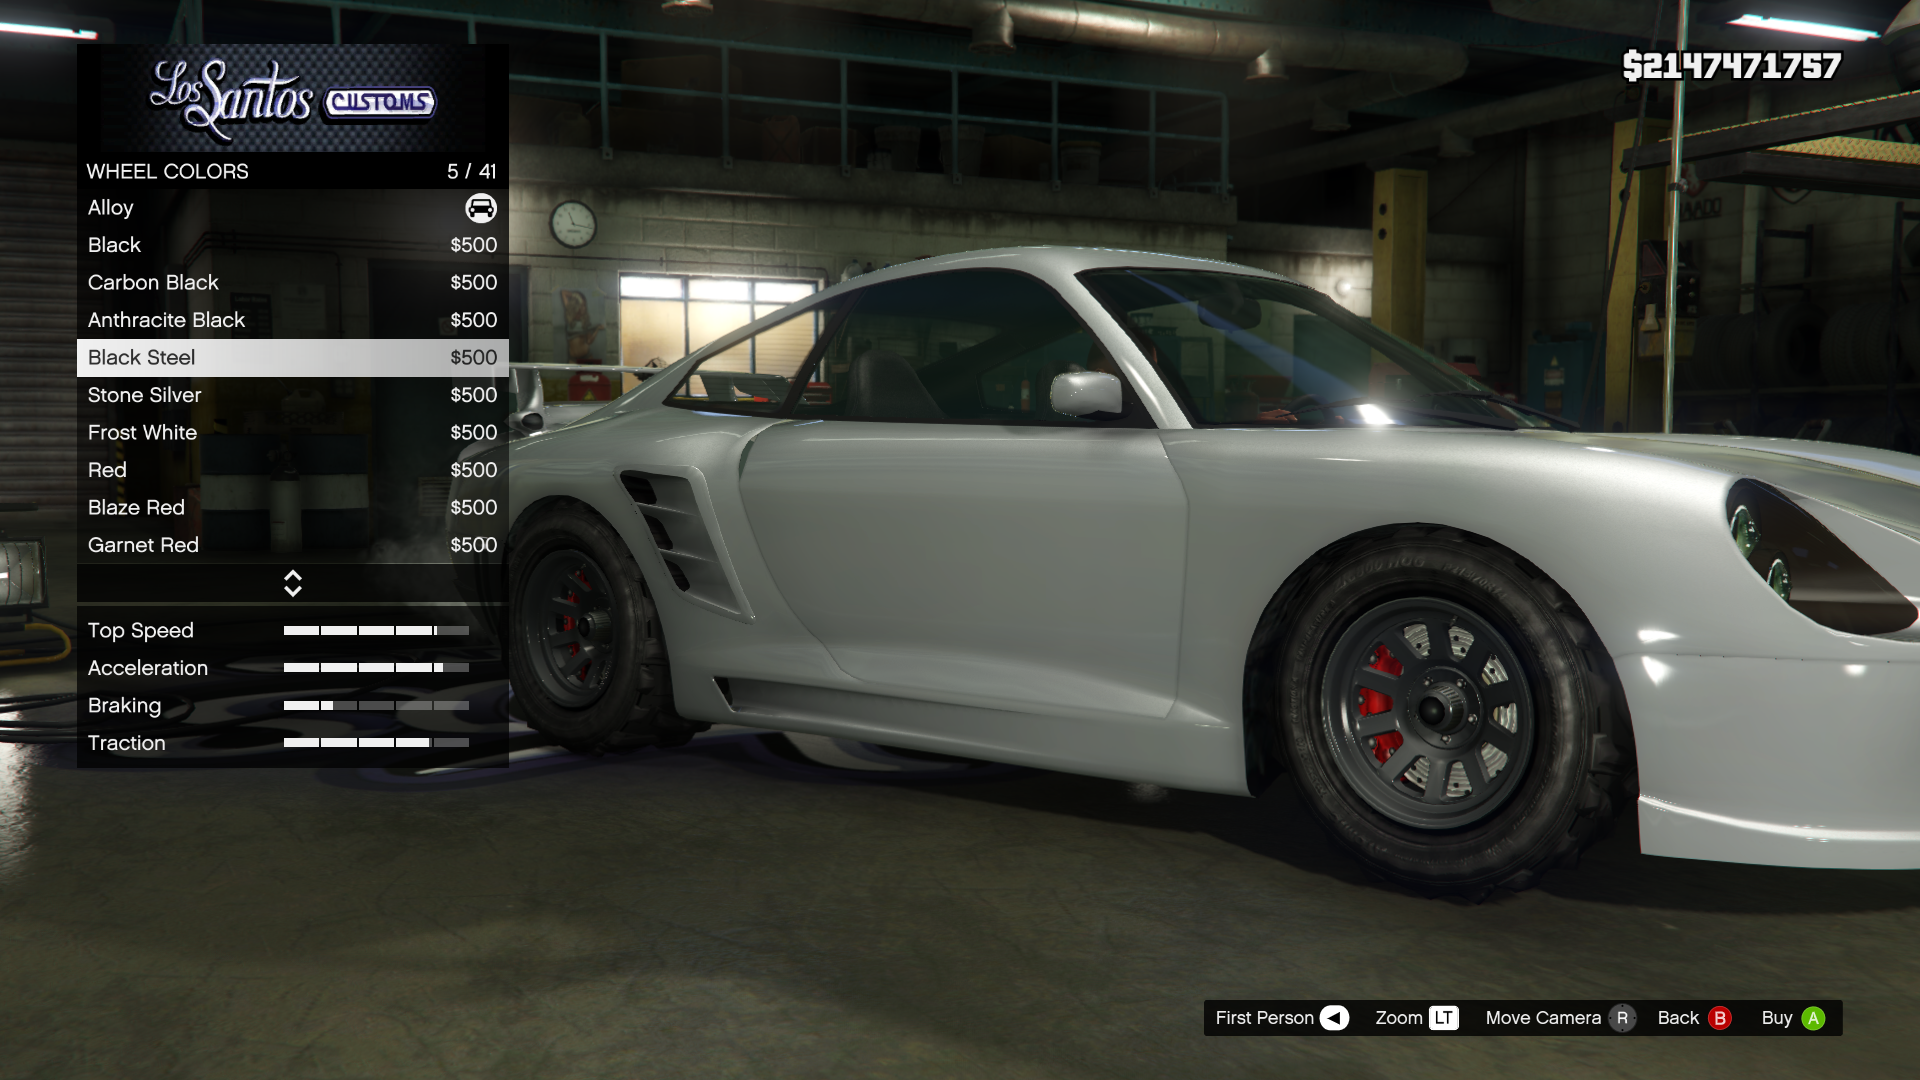 Los Santos CUSTOMS
$2147471757
WHEEL COLORS 5 / 41
Alloy
Black $500
Carbon Black $500
Anthracite Black $500
Black Steel $500
Stone Silver $500
Frost White $500
Red $500
Blaze Red $500
Garnet Red $500
Top Speed
Acceleration
Braking
Traction
First Person Zoom LT Move Camera R Back B Buy A